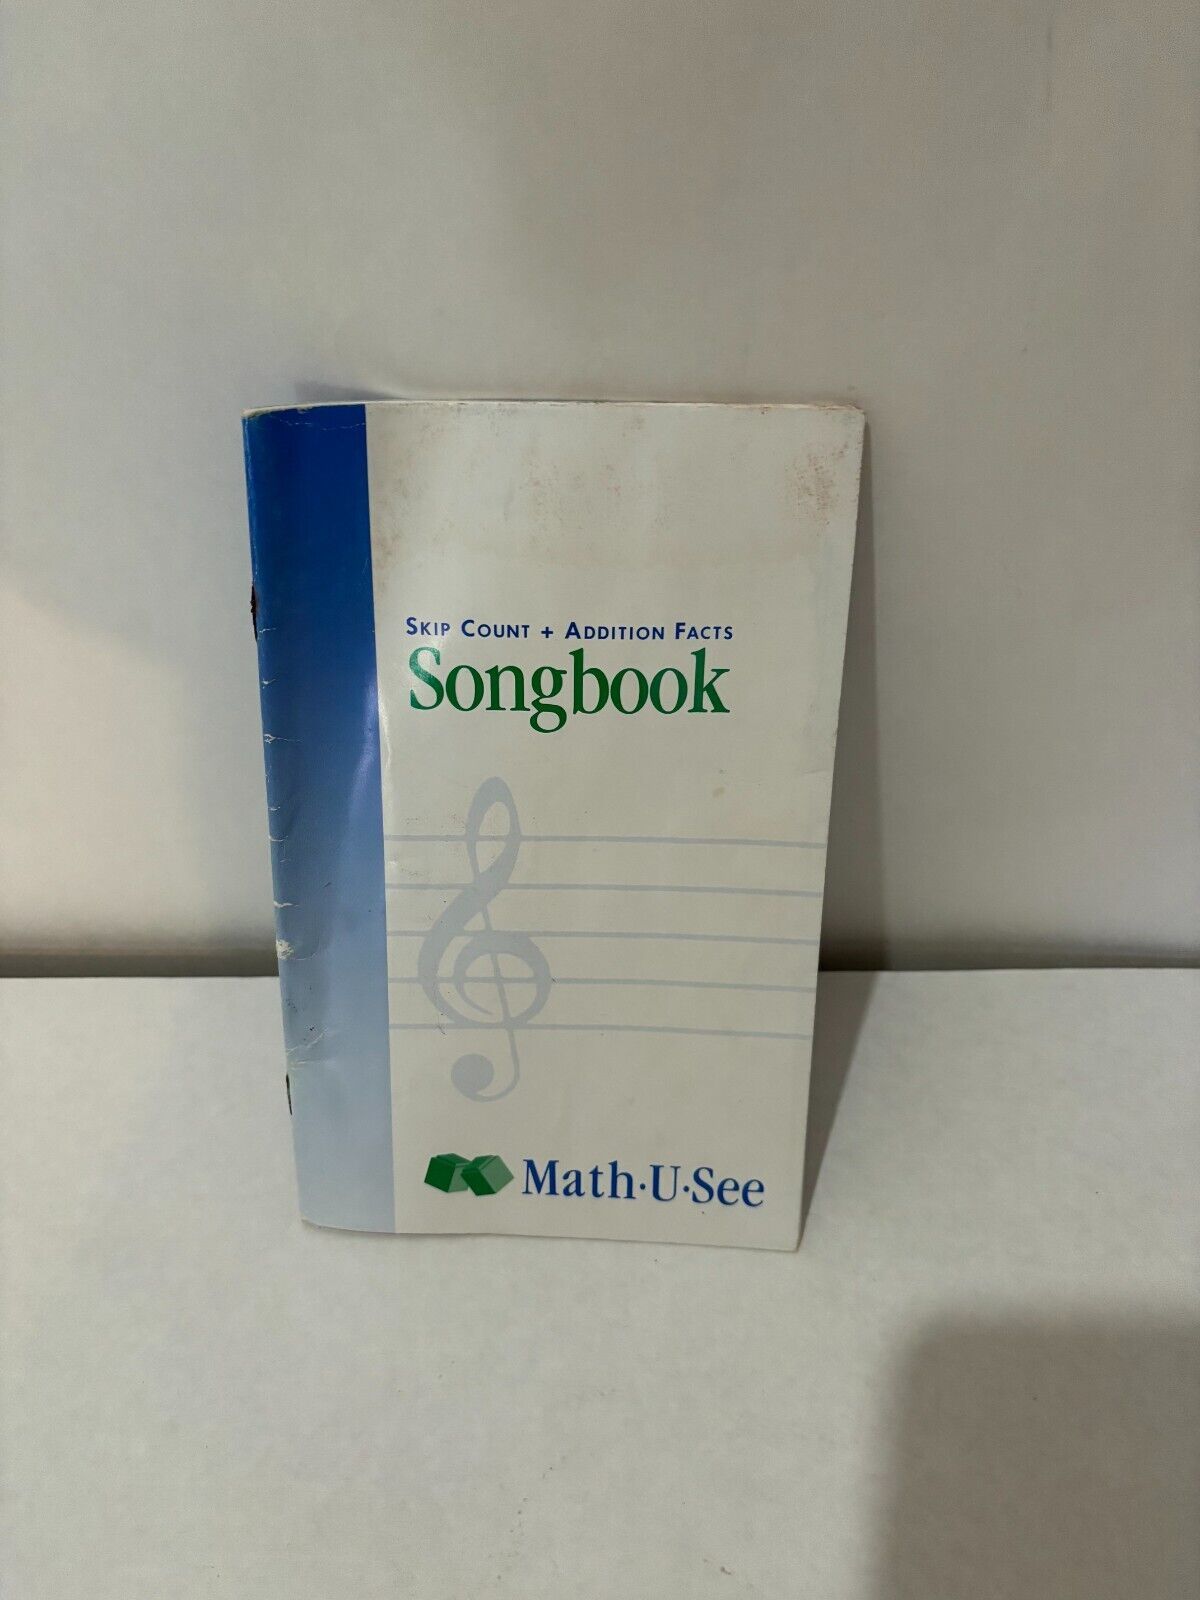 SKIP COUNT + ADDITION FACTS
Songbook
Math·U·See